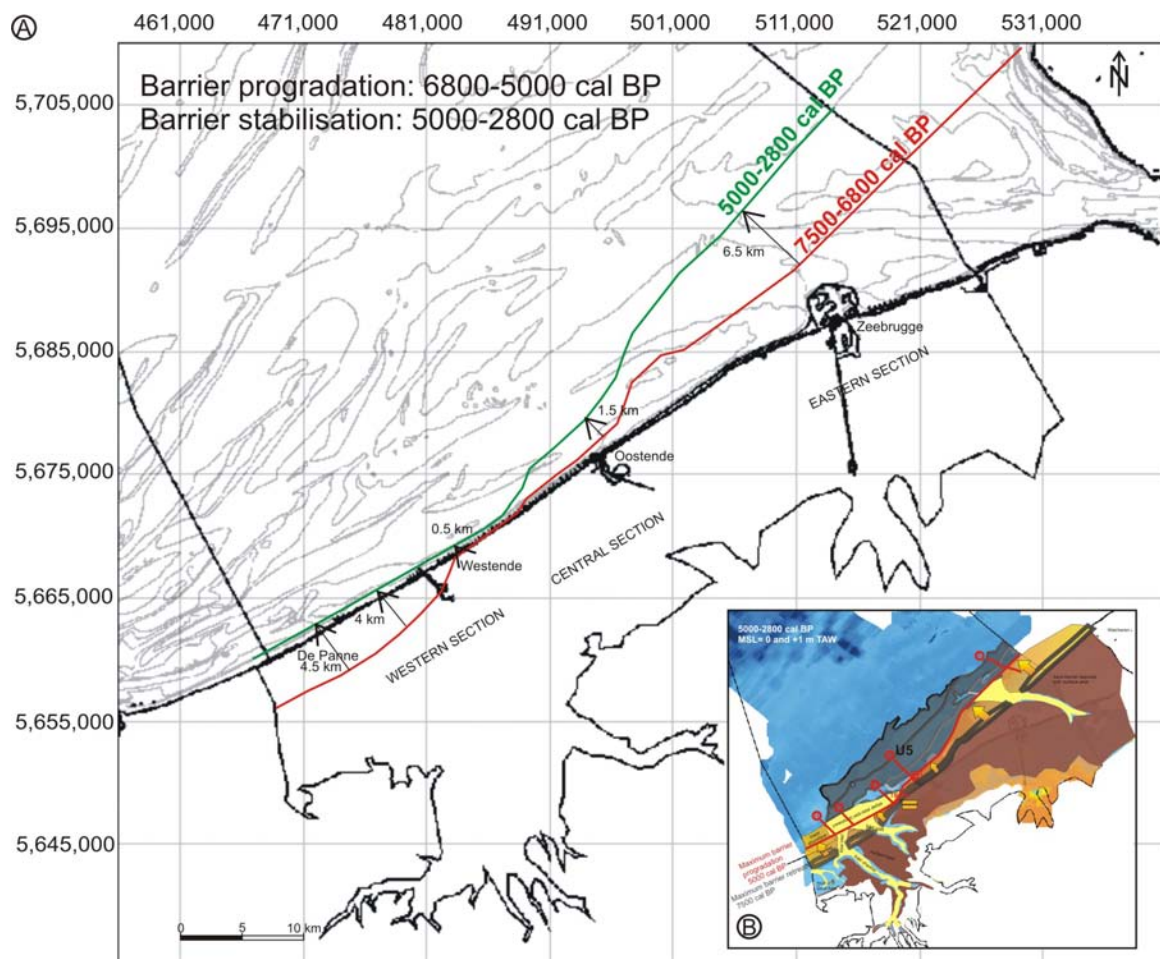 A
461,000 471,000 481,000 491,000 501,000 511,000 521,000 531,000
N
Barrier progradation: 6800-5000 cal BP
Barrier stabilisation: 5000-2800 cal BP
5,705,000
5,695,000
5,685,000
5,675,000
5,665,000
5,655,000
5,645,000
5000-2800 cal BP
7500-6800 cal BP
6.5 km
Zeebrugge
EASTERN SECTION
1.5 km
Oostende
CENTRAL SECTION
0.5 km
Westende
4 km
WESTERN SECTION
De Panne
4.5 km
0 5 10 km
5000-2800 cal BP
MSL= 0 and +1 m TAW
U5
=
Maximum barrier
progradation
5000 cal BP
Maximum barrier retreat
7500 cal BP
B